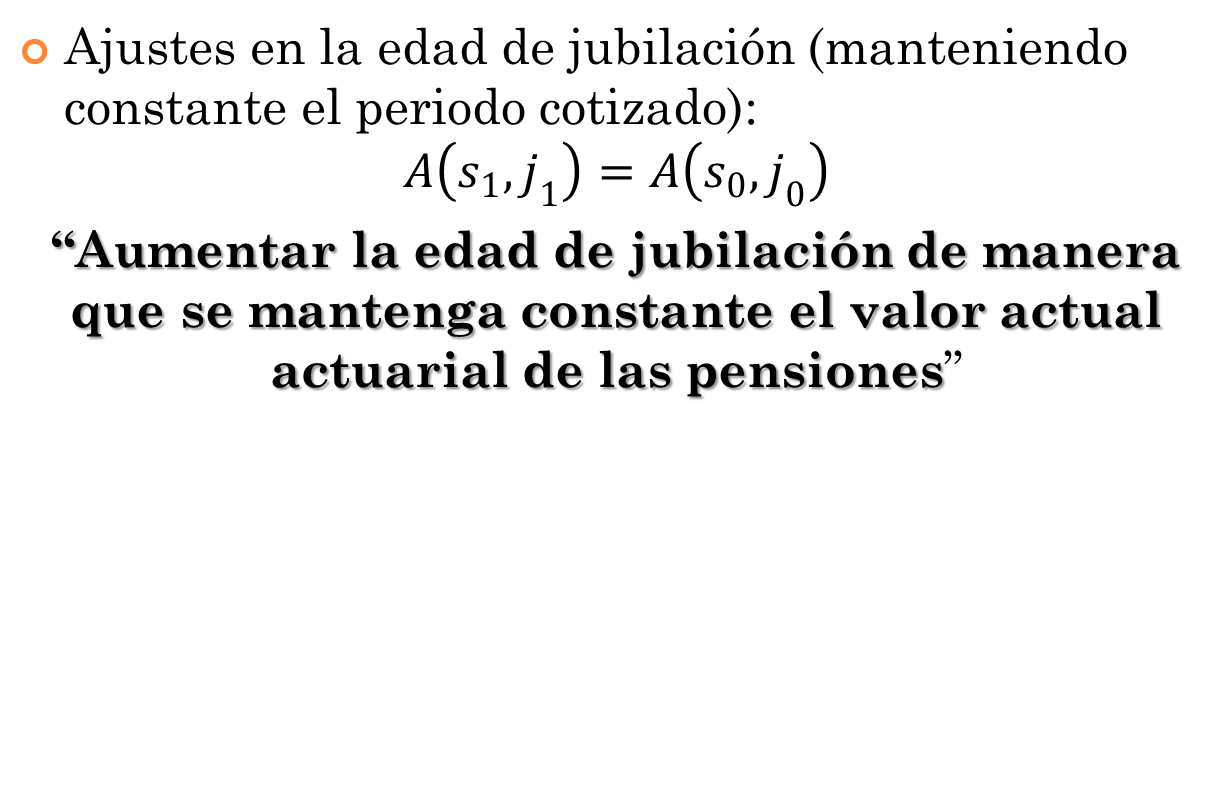 Ajustes en la edad de jubilación (manteniendo
constante el periodo cotizado):
A(s₁,j₁) = A(s₀,j₀)
“Aumentar la edad de jubilación de manera
que se mantenga constante el valor actual
actuarial de las pensiones”